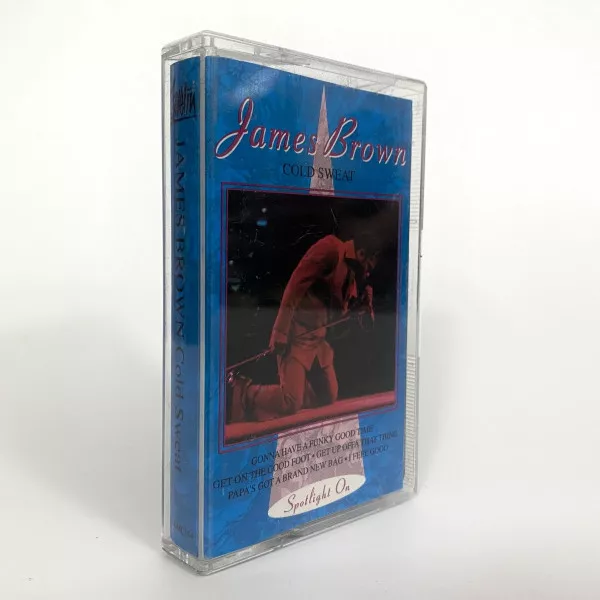 James Brown
COLD SWEAT
GONNA HAVE A FUNKY GOOD TIME
GET ON THE GOOD FOOT • GET UP OFFA THAT THING
PAPA'S GOT A BRAND NEW BAG • I FEEL GOOD
Spotlight On
JAMES BROWN Cold Sweat